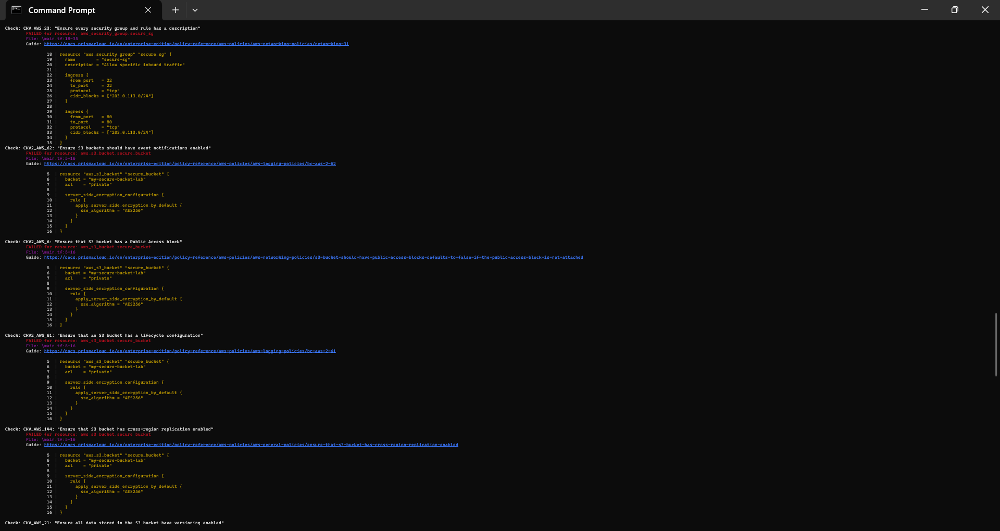 Command Prompt
Check: CKV_AWS_23: "Ensure every security group and rule has a description"
FAILED for resource: aws_security_group.secure_sg
File: \main.tf:18-35
Guide: https://docs.prismacloud.io/en/enterprise-edition/policy-reference/aws-policies/aws-networking-policies/networking-31
18 | resource "aws_security_group" "secure_sg" {
19 |   name        = "secure-sg"
20 |   description = "Allow specific inbound traffic"
21 |
22 |   ingress {
23 |     from_port   = 22
24 |     to_port     = 22
25 |     protocol    = "tcp"
26 |     cidr_blocks = ["203.0.113.0/24"]
27 |   }
28 |
29 |   ingress {
30 |     from_port   = 80
31 |     to_port     = 80
32 |     protocol    = "tcp"
33 |     cidr_blocks = ["203.0.113.0/24"]
34 |   }
35 | }
Check: CKV2_AWS_62: "Ensure S3 buckets should have event notifications enabled"
FAILED for resource: aws_s3_bucket.secure_bucket
File: \main.tf:5-16
Guide: https://docs.prismacloud.io/en/enterprise-edition/policy-reference/aws-policies/aws-logging-policies/bc-aws-2-62
5  | resource "aws_s3_bucket" "secure_bucket" {
6  |   bucket = "my-secure-bucket-lab"
7  |   acl    = "private"
8  |
9  |   server_side_encryption_configuration {
10 |     rule {
11 |       apply_server_side_encryption_by_default {
12 |         sse_algorithm = "AES256"
13 |       }
14 |     }
15 |   }
16 | }
Check: CKV2_AWS_6: "Ensure that S3 bucket has a Public Access block"
FAILED for resource: aws_s3_bucket.secure_bucket
File: \main.tf:5-16
Guide: https://docs.prismacloud.io/en/enterprise-edition/policy-reference/aws-policies/aws-networking-policies/s3-bucket-should-have-public-access-blocks-defaults-to-false-if-the-public-access-block-is-not-attached
5  | resource "aws_s3_bucket" "secure_bucket" {
6  |   bucket = "my-secure-bucket-lab"
7  |   acl    = "private"
8  |
9  |   server_side_encryption_configuration {
10 |     rule {
11 |       apply_server_side_encryption_by_default {
12 |         sse_algorithm = "AES256"
13 |       }
14 |     }
15 |   }
16 | }
Check: CKV2_AWS_61: "Ensure that an S3 bucket has a lifecycle configuration"
FAILED for resource: aws_s3_bucket.secure_bucket
File: \main.tf:5-16
Guide: https://docs.prismacloud.io/en/enterprise-edition/policy-reference/aws-policies/aws-logging-policies/bc-aws-2-61
5  | resource "aws_s3_bucket" "secure_bucket" {
6  |   bucket = "my-secure-bucket-lab"
7  |   acl    = "private"
8  |
9  |   server_side_encryption_configuration {
10 |     rule {
11 |       apply_server_side_encryption_by_default {
12 |         sse_algorithm = "AES256"
13 |       }
14 |     }
15 |   }
16 | }
Check: CKV_AWS_144: "Ensure that S3 bucket has cross-region replication enabled"
FAILED for resource: aws_s3_bucket.secure_bucket
File: \main.tf:5-16
Guide: https://docs.prismacloud.io/en/enterprise-edition/policy-reference/aws-policies/aws-general-policies/ensure-that-s3-bucket-has-cross-region-replication-enabled
5  | resource "aws_s3_bucket" "secure_bucket" {
6  |   bucket = "my-secure-bucket-lab"
7  |   acl    = "private"
8  |
9  |   server_side_encryption_configuration {
10 |     rule {
11 |       apply_server_side_encryption_by_default {
12 |         sse_algorithm = "AES256"
13 |       }
14 |     }
15 |   }
16 | }
Check: CKV_AWS_21: "Ensure all data stored in the S3 bucket have versioning enabled"